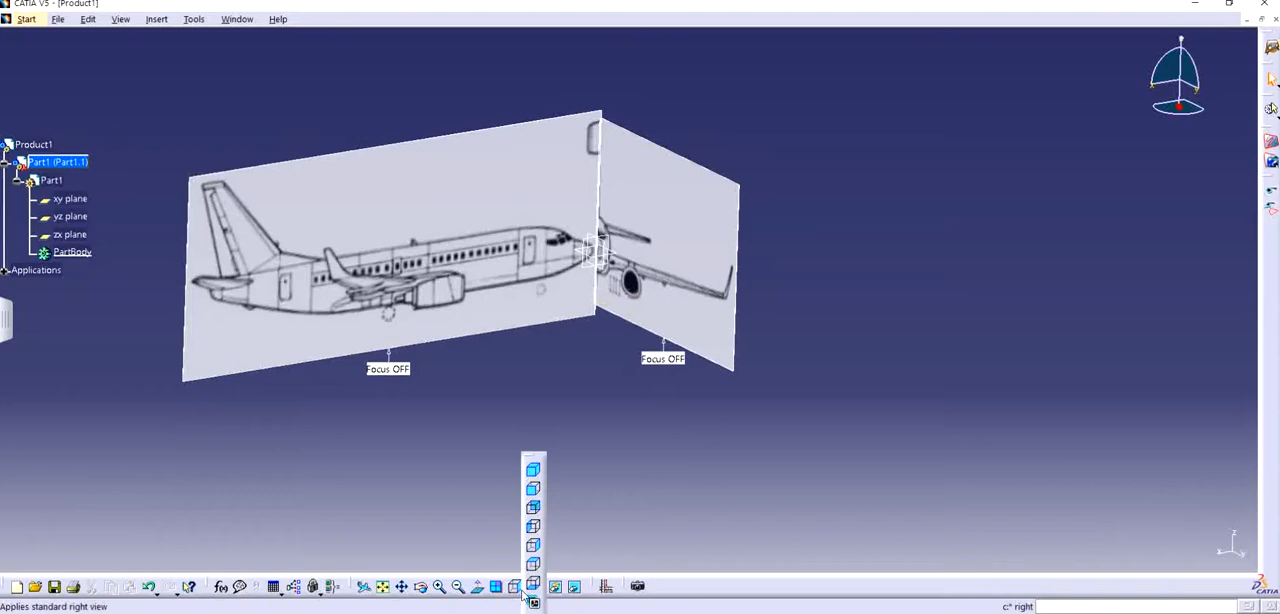 CATIA V5 - [Product1]
Start File Edit View Insert Tools Window Help
Product1
Part1 (Part1.1)
Part1
xy plane
yz plane
zx plane
PartBody
Applications
Focus OFF
Focus OFF
f(x)
Applies standard right view
c:* right
CATIA